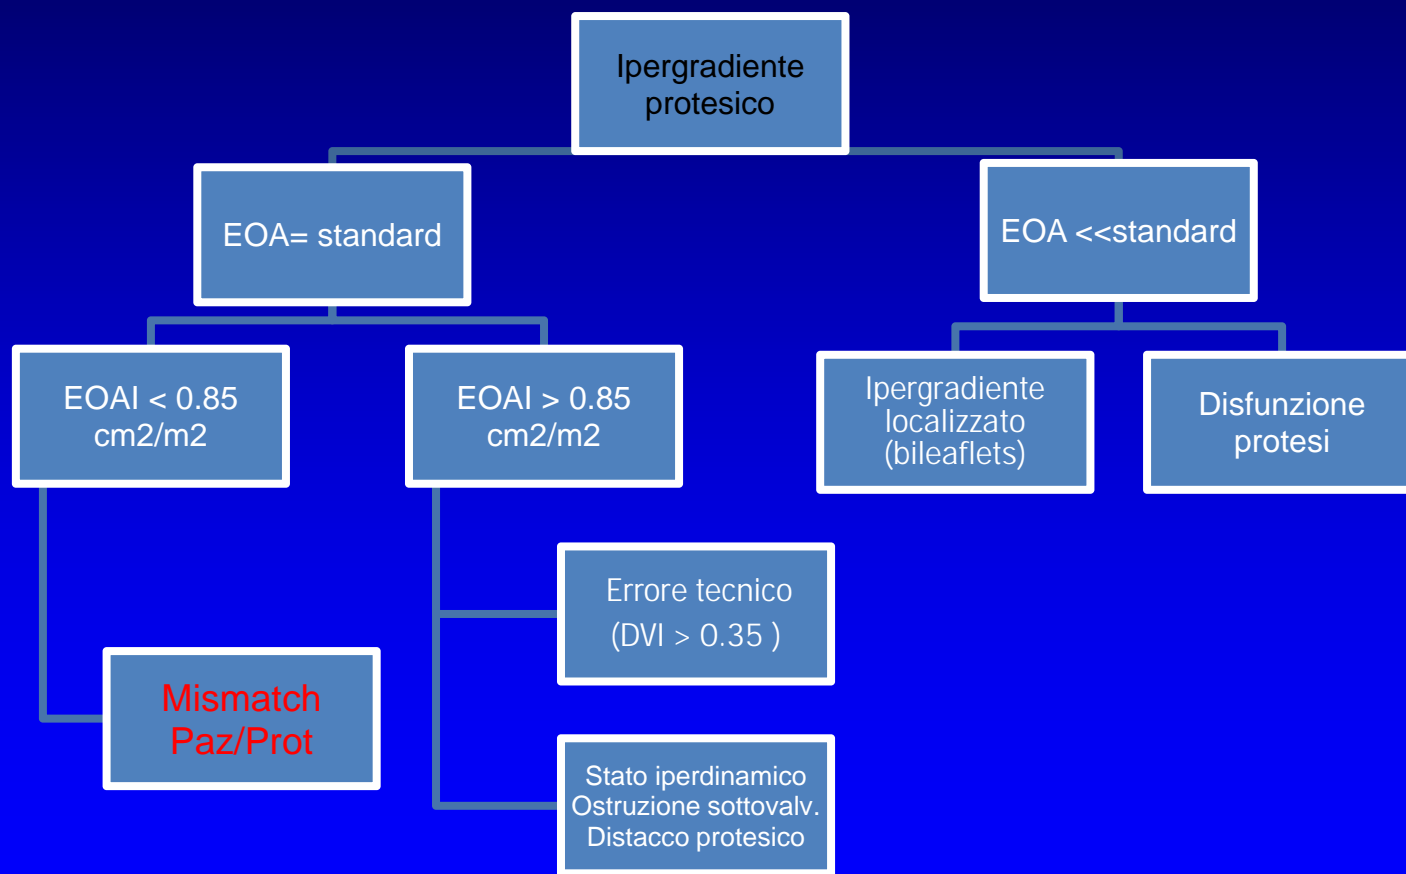 Ipergradiente
protesico
EOA= standard
EOA <<standard
EOAI < 0.85
cm2/m2
EOAI > 0.85
cm2/m2
Ipergradiente
localizzato
(bileaflets)
Disfunzione
protesi
Errore tecnico
(DVI > 0.35 )
Mismatch
Paz/Prot
Stato iperdinamico
Ostruzione sottovalv.
Distacco protesico